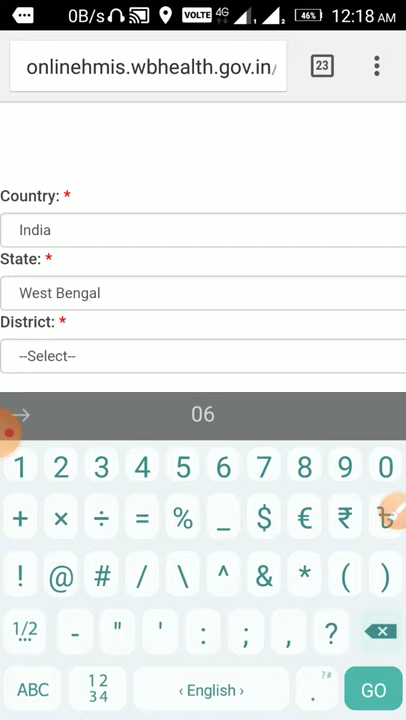 0B/s VOLTE 4G 46% 12:18 AM
onlinehmis.wbhealth.gov.in/ 23
Country: *
India
State: *
West Bengal
District: *
--Select--
→ 06
1 2 3 4 5 6 7 8 9 0
+ × ÷ = % _ $ € ₹ ৳
! @ # / \ ^ & * ( )
1/2 - " ' : ; , ?
ABC 12 34 ‹ English › . ?# GO